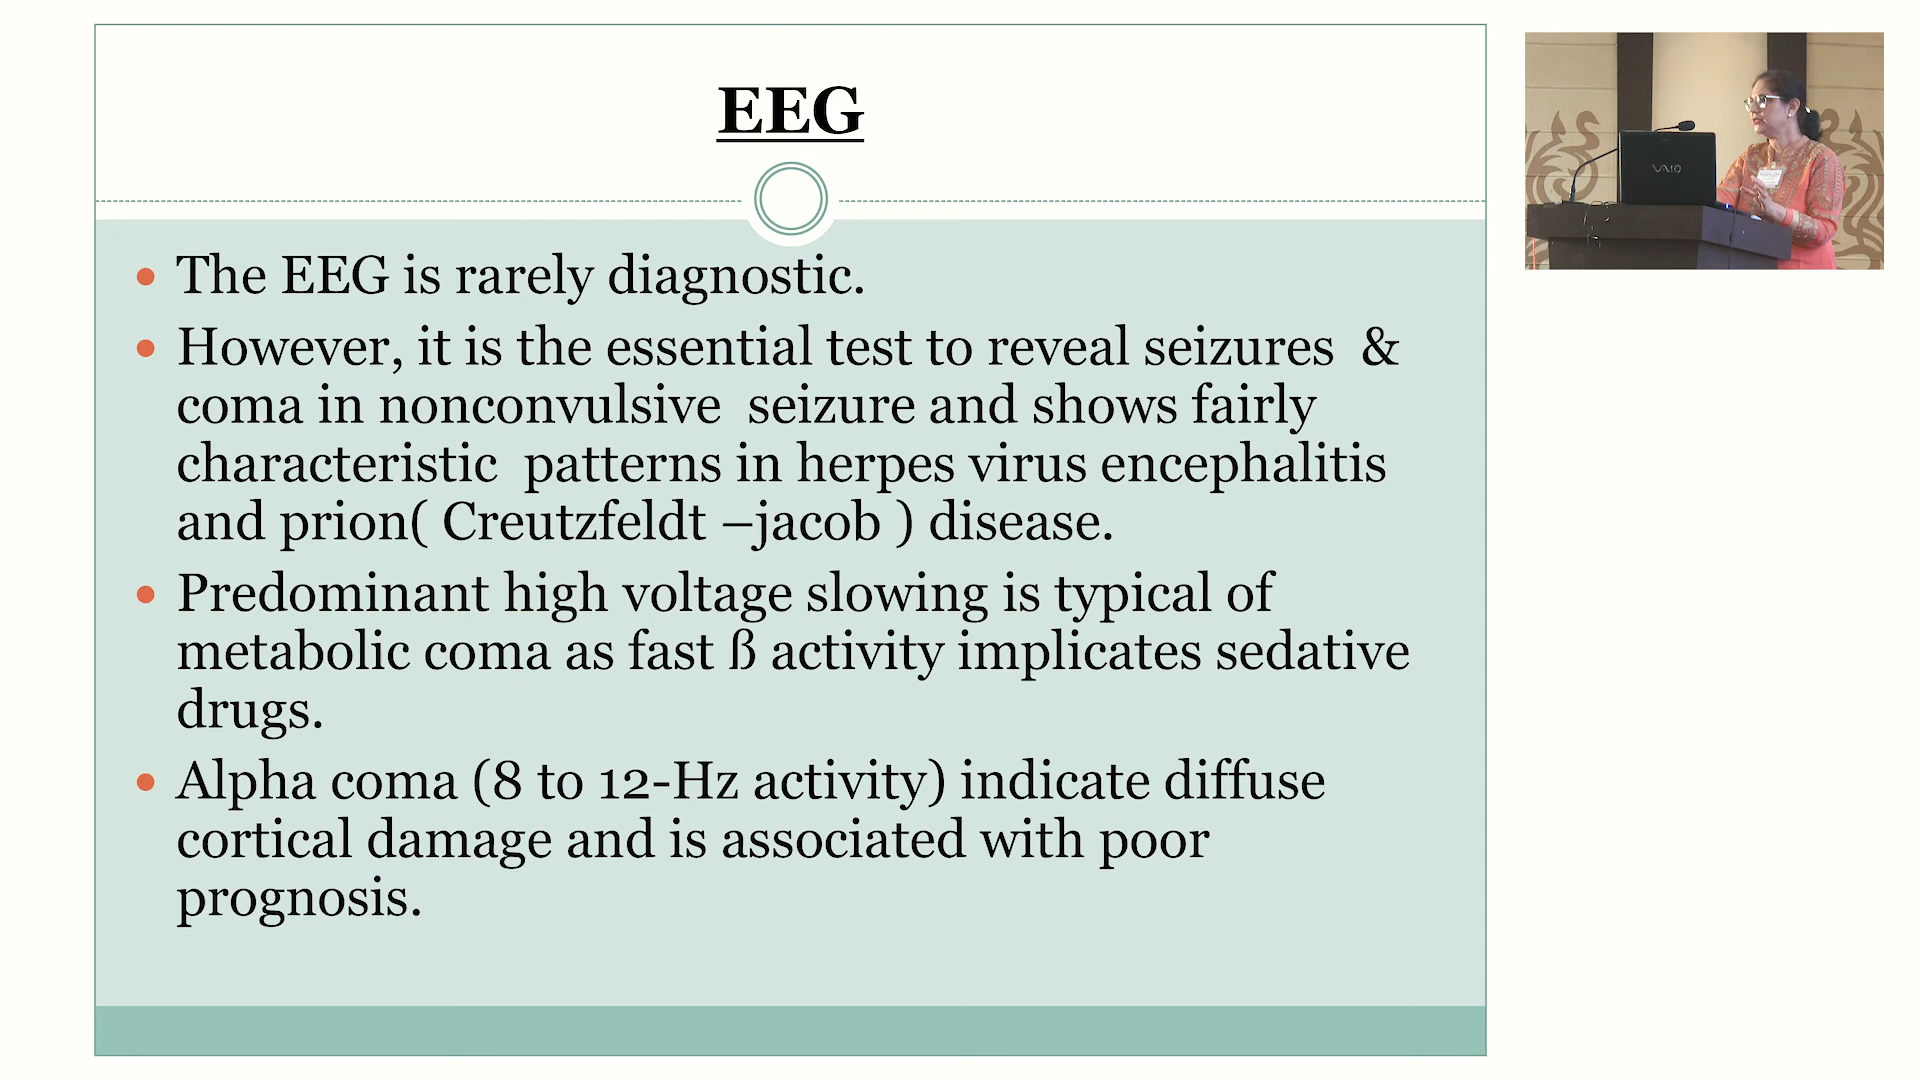 EEG
The EEG is rarely diagnostic.
However, it is the essential test to reveal seizures & 
coma in nonconvulsive seizure and shows fairly
characteristic patterns in herpes virus encephalitis
and prion( Creutzfeldt –jacob ) disease.
Predominant high voltage slowing is typical of
metabolic coma as fast ß activity implicates sedative
drugs.
Alpha coma (8 to 12-Hz activity) indicate diffuse
cortical damage and is associated with poor
prognosis.
VAIO